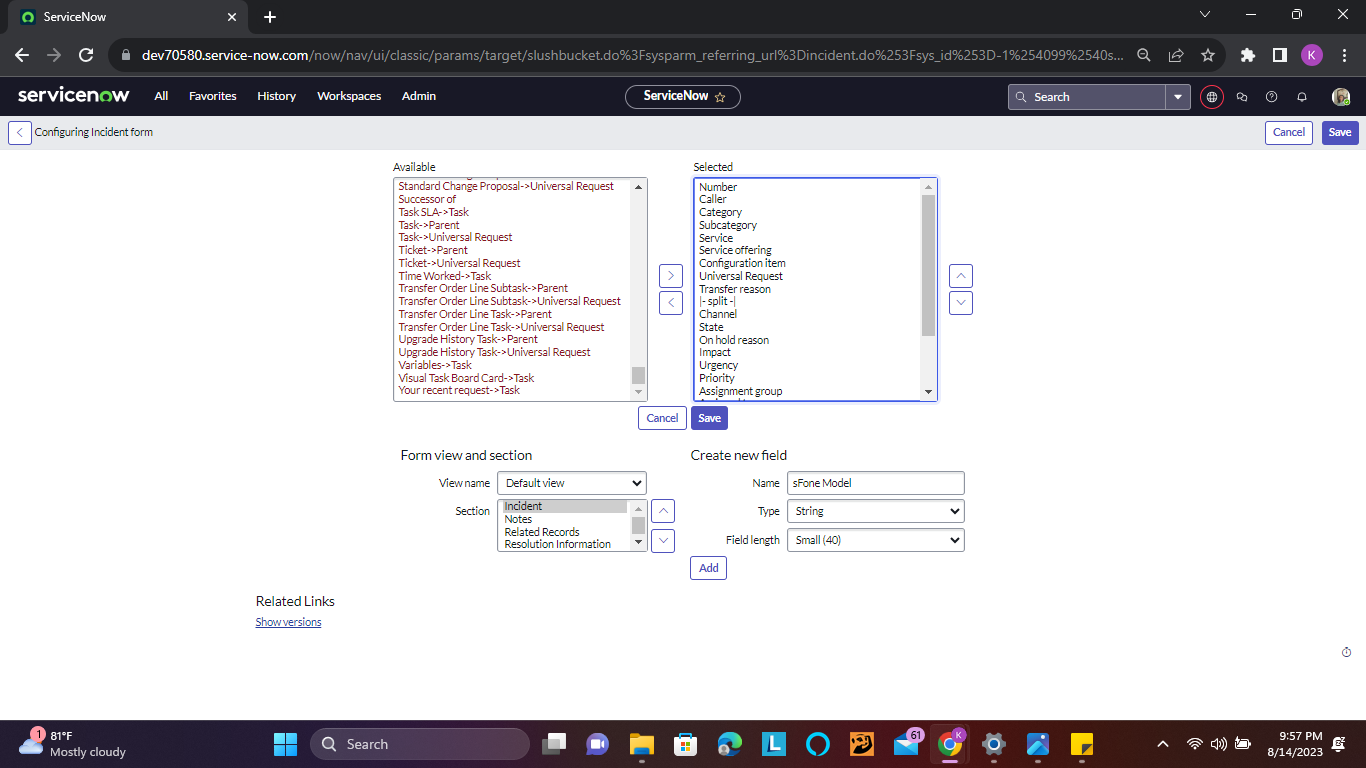 ServiceNow
dev70580.service-now.com/now/nav/ui/classic/params/target/slushbucket.do%3Fsysparm_referring_url%3Dincident.do%253Fsys_id%253D-1%254099%2540s...
K
servicenow
All
Favorites
History
Workspaces
Admin
ServiceNow
Search
Configuring Incident form
Cancel
Save
Available
Standard Change Proposal->Universal Request
Successor of
Task SLA->Task
Task->Parent
Task->Universal Request
Ticket->Parent
Ticket->Universal Request
Time Worked->Task
Transfer Order Line Subtask->Parent
Transfer Order Line Subtask->Universal Request
Transfer Order Line Task->Parent
Transfer Order Line Task->Universal Request
Upgrade History Task->Parent
Upgrade History Task->Universal Request
Variables->Task
Visual Task Board Card->Task
Your recent request->Task
Selected
Number
Caller
Category
Subcategory
Service
Service offering
Configuration item
Universal Request
Transfer reason
|- split -|
Channel
State
On hold reason
Impact
Urgency
Priority
Assignment group
Cancel
Save
Form view and section
View name
Default view
Section
Incident
Notes
Related Records
Resolution Information
Create new field
Name
sFone Model
Type
String
Field length
Small (40)
Add
Related Links
Show versions
1
81°F
Mostly cloudy
Search
L
61
K
9:57 PM
8/14/2023